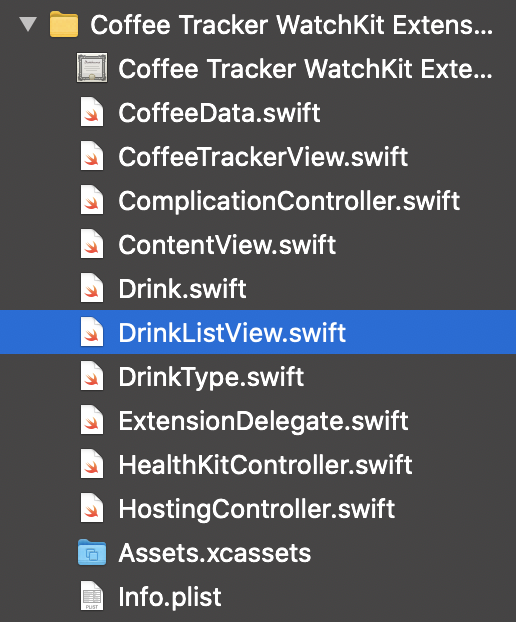 Coffee Tracker WatchKit Extens...
Coffee Tracker WatchKit Exte...
CoffeeData.swift
CoffeeTrackerView.swift
ComplicationController.swift
ContentView.swift
Drink.swift
DrinkListView.swift
DrinkType.swift
ExtensionDelegate.swift
HealthKitController.swift
HostingController.swift
Assets.xcassets
PLIST
Info.plist